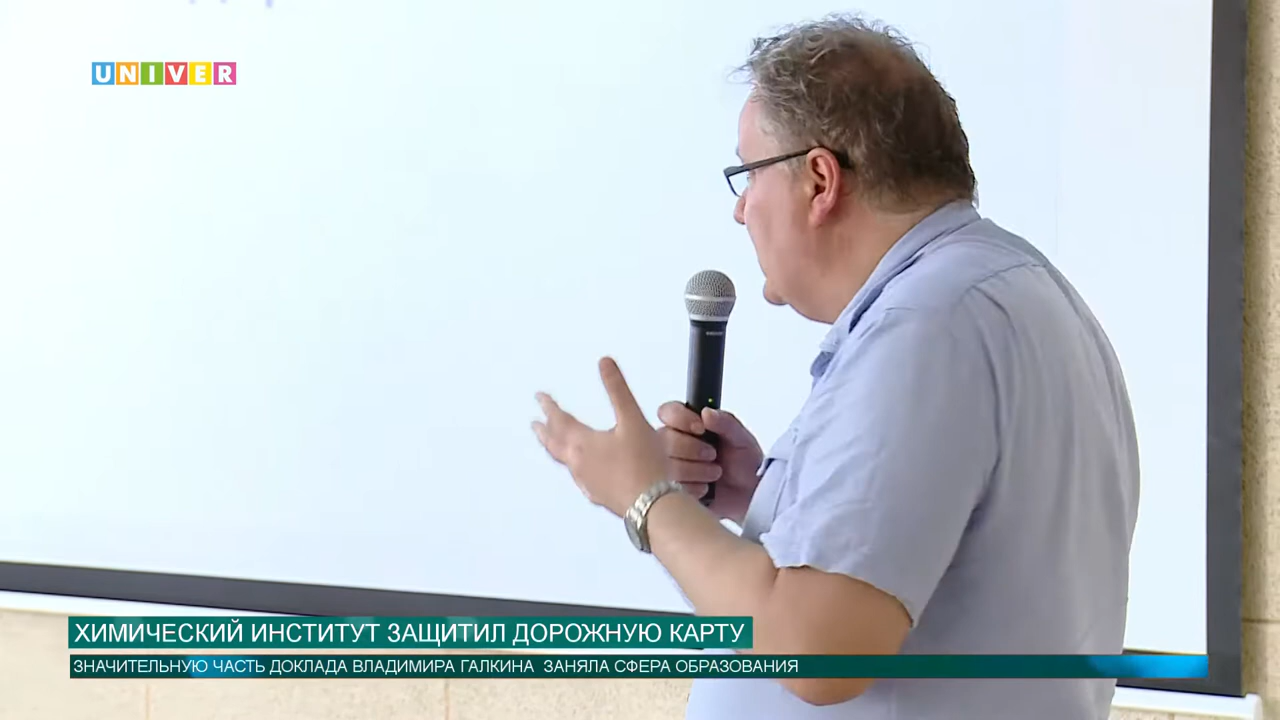 UNIVER
ХИМИЧЕСКИЙ ИНСТИТУТ ЗАЩИТИЛ ДОРОЖНУЮ КАРТУ
ЗНАЧИТЕЛЬНУЮ ЧАСТЬ ДОКЛАДА ВЛАДИМИРА ГАЛКИНА ЗАНЯЛА СФЕРА ОБРАЗОВАНИЯ